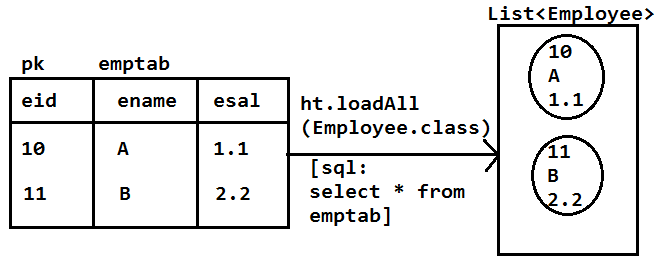 List<Employee>
pk emptab
eid ename esal
10 A 1.1
11 B 2.2
ht.loadAll
(Employee.class)
[sql:
select * from
emptab]
10
A
1.1
11
B
2.2